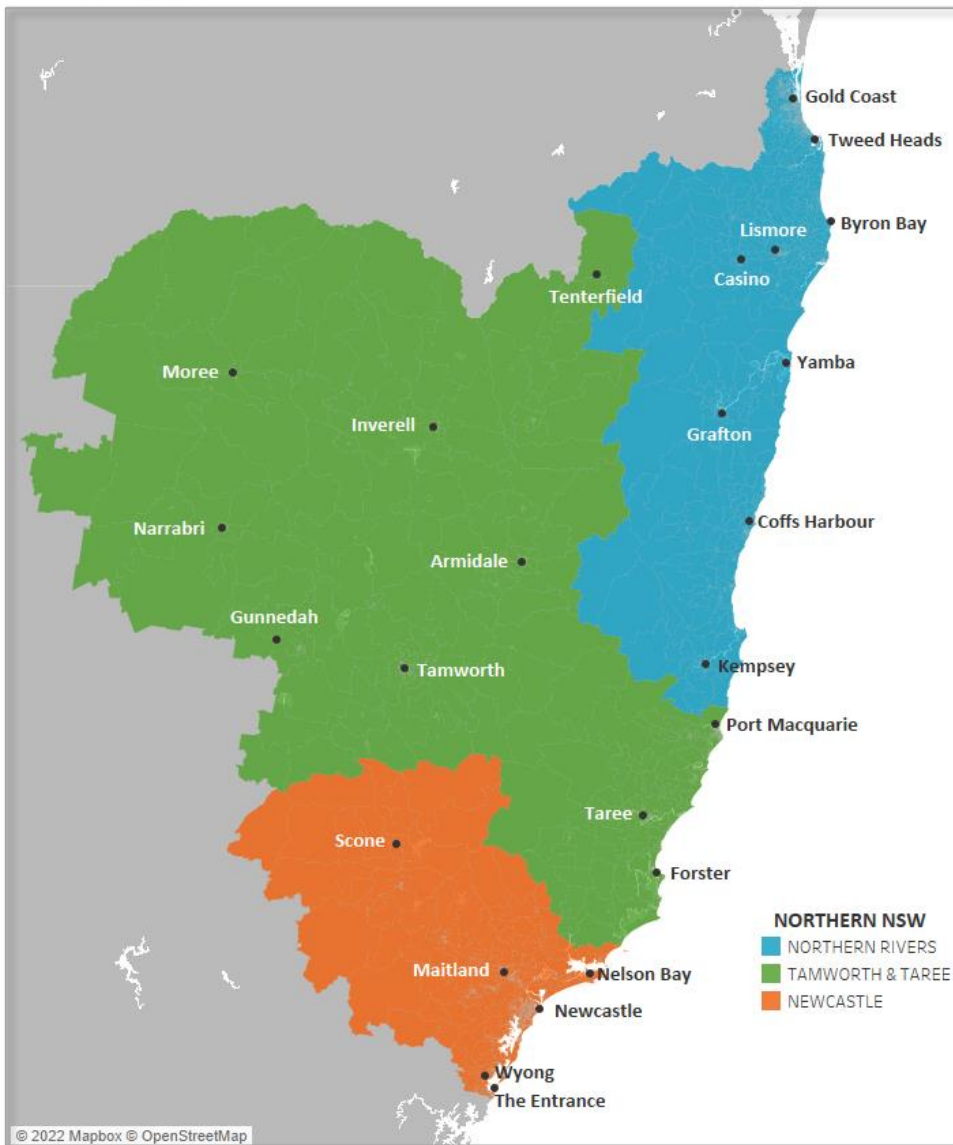 Gold Coast
Tweed Heads
Byron Bay
Lismore
Casino
Tenterfield
Yamba
Moree
Grafton
Inverell
Coffs Harbour
Narrabri
Armidale
Gunnedah
Kempsey
Tamworth
Port Macquarie
Taree
Scone
Forster
NORTHERN NSW
NORTHERN RIVERS
TAMWORTH & TAREE
NEWCASTLE
Maitland
Nelson Bay
Newcastle
Wyong
The Entrance
© 2022 Mapbox © OpenStreetMap